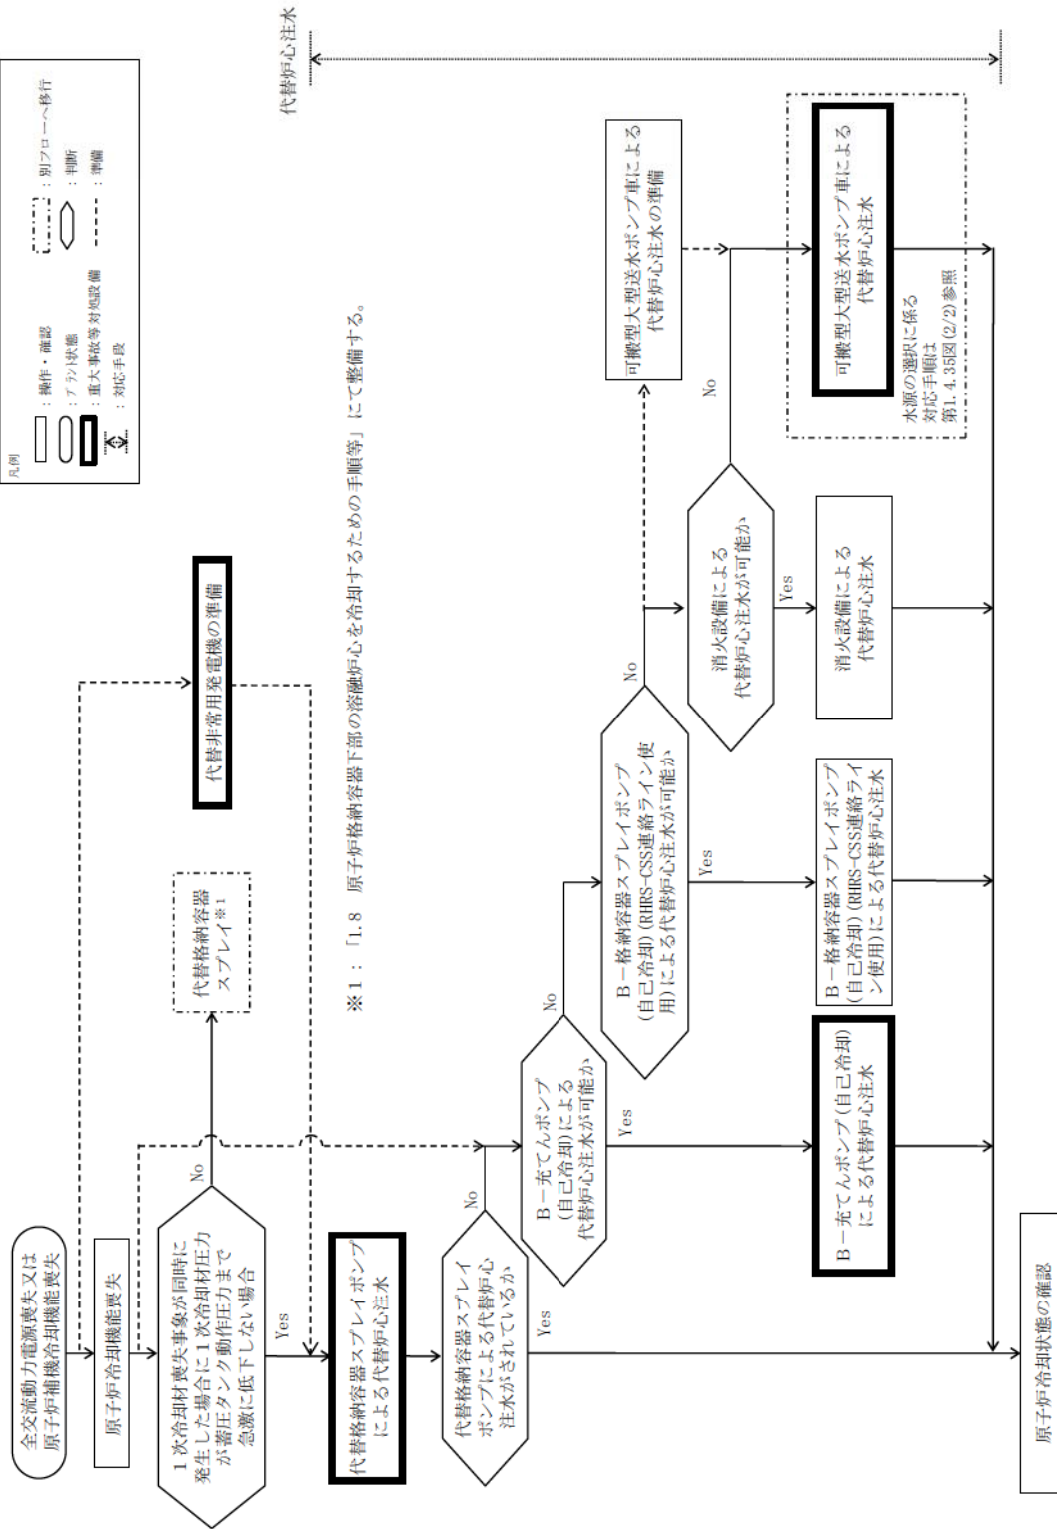 凡例
：操作・確認
：プラント状態
：重大事故等対処設備
：対応手段
：別フローへ移行
：判断
：準備
全交流動力電源喪失又は
原子炉補機冷却機能喪失
原子炉冷却機能喪失
1次冷却材喪失事象が同時に
発生した場合に1次冷却材圧力
が蓄圧タンク動作圧力まで
急激に低下しない場合
No
Yes
代替格納容器
スプレイ※1
代替非常用発電機の準備
※1：「1.8　原子炉格納容器下部の溶融炉心を冷却するための手順等」にて整備する。
代替格納容器スプレイポンプ
による代替炉心注水
代替格納容器スプレイ
ポンプによる代替炉心
注水がされているか
No
Yes
B－充てんポンプ
(自己冷却)による
代替炉心注水が可能か
No
Yes
B－格納容器スプレイポンプ
(自己冷却)(RHRS-CSS連絡ライン使
用)による代替炉心注水が可能か
No
Yes
消火設備による
代替炉心注水が可能か
No
Yes
可搬型大型送水ポンプ車による
代替炉心注水の準備
代替炉心注水
B－充てんポンプ(自己冷却)
による代替炉心注水
B－格納容器スプレイポンプ
(自己冷却)(RHRS-CSS連絡ライ
ン使用)による代替炉心注水
消火設備による
代替炉心注水
可搬型大型送水ポンプ車による
代替炉心注水
水源の選択に係る
対応手順は
第1.4.35図(2/2)参照
原子炉冷却状態の確認